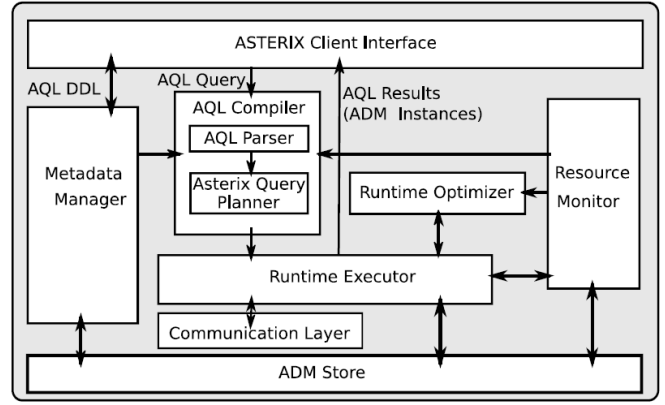 ASTERIX Client Interface
AQL DDL
AQL Query
AQL Results
(ADM Instances)
AQL Compiler
AQL Parser
Asterix Query
Planner
Metadata
Manager
Runtime Optimizer
Resource
Monitor
Runtime Executor
Communication Layer
ADM Store